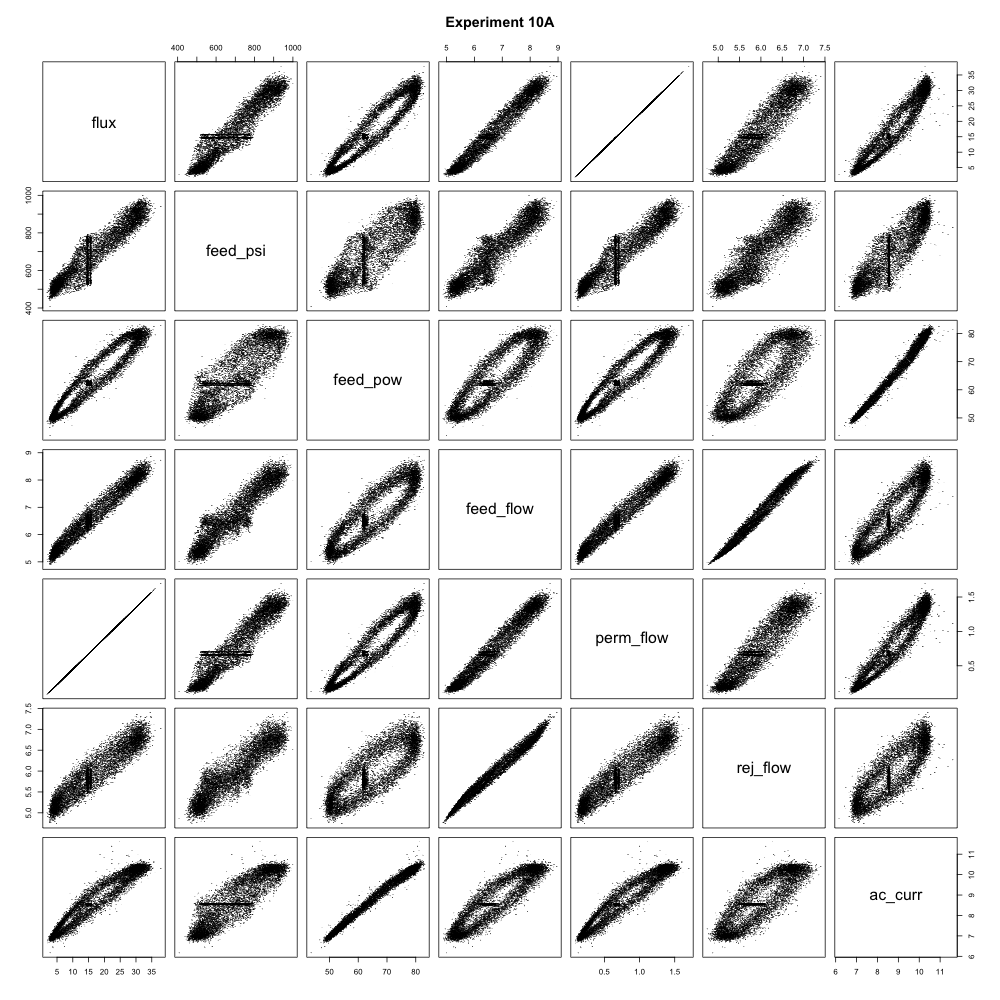 Experiment 10A
400 600 800 1000 5 6 7 8 9 5.0 5.5 6.0 6.5 7.0 7.5
flux
5 10 15 20 25 30 35
400 600 800 1000
feed_psi
feed_pow
50 60 70 80
5 6 7 8 9
feed_flow
perm_flow
0.5 1.0 1.5
5.0 5.5 6.0 6.5 7.0 7.5
rej_flow
ac_curr
6 7 8 9 10 11
5 10 15 20 25 30 35 50 60 70 80 0.5 1.0 1.5 6 7 8 9 10 11